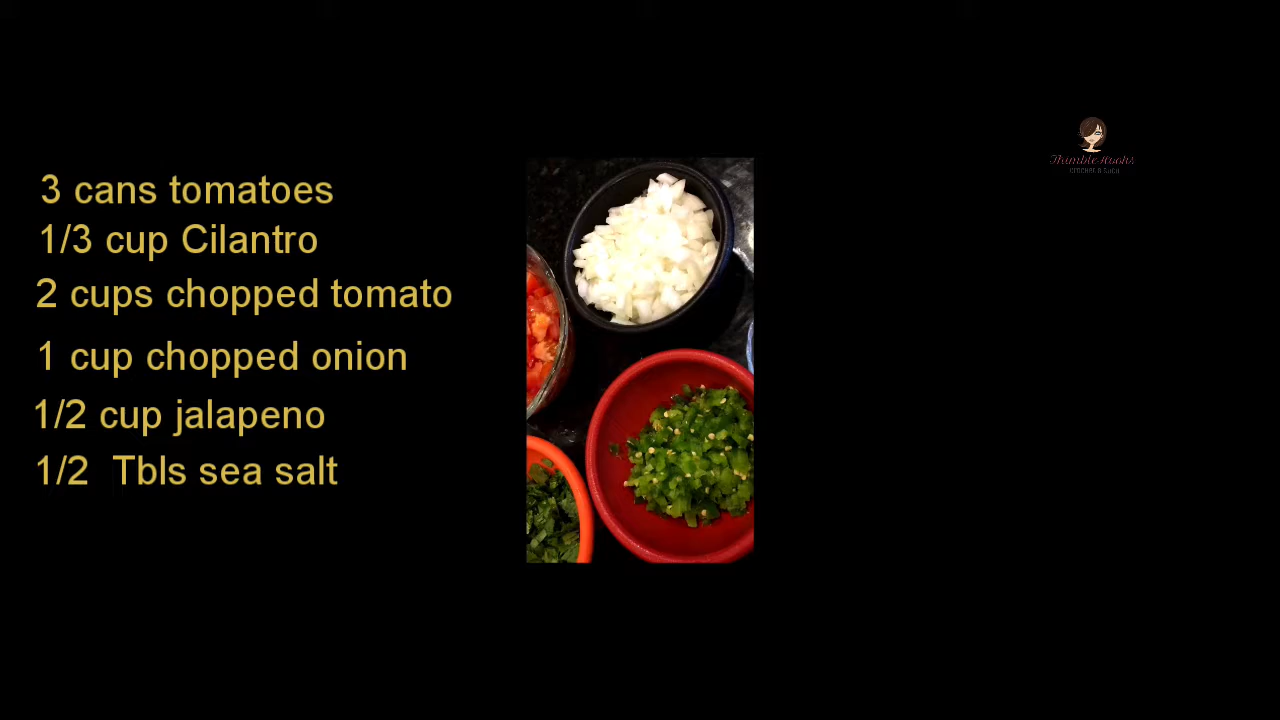 3 cans tomatoes
1/3 cup Cilantro
2 cups chopped tomato
1 cup chopped onion
1/2 cup jalapeno
1/2  Tbls sea salt